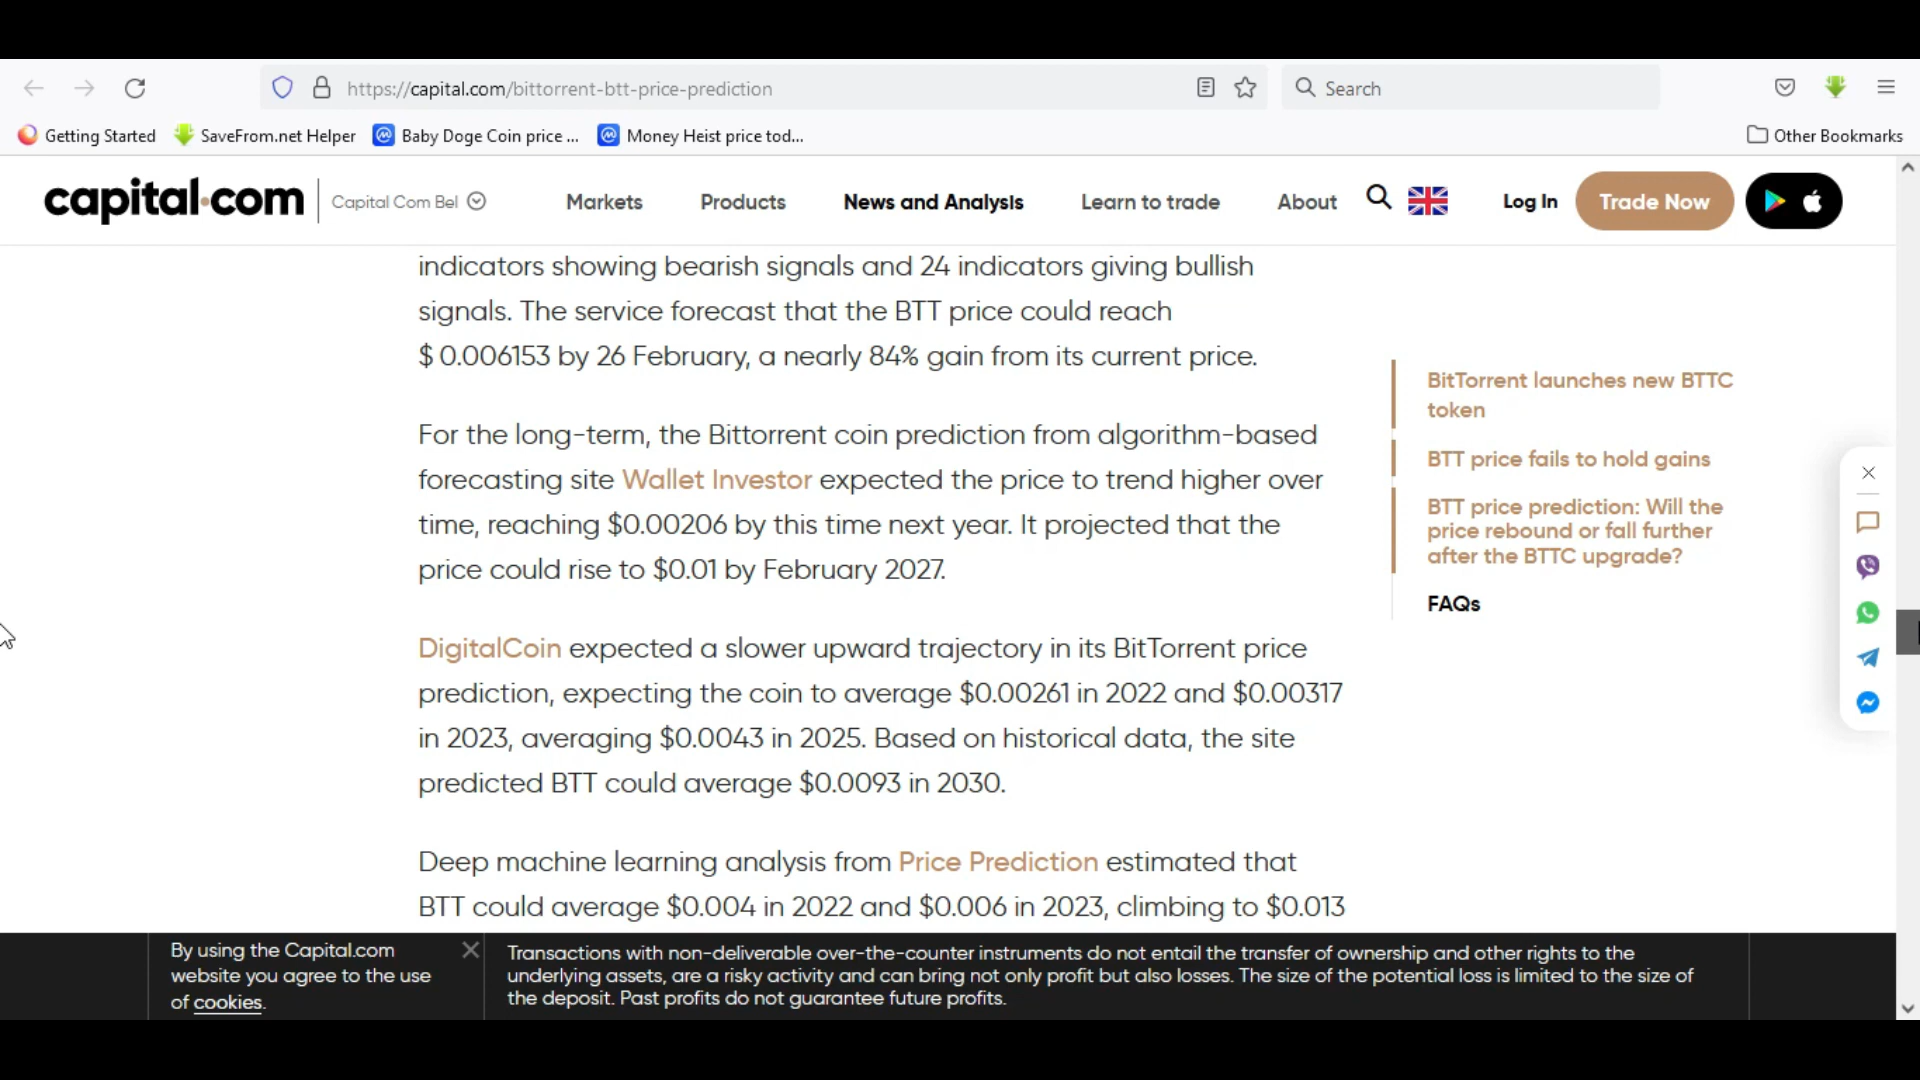 https://capital.com/bittorrent-btt-price-prediction
Search
Getting Started
SaveFrom.net Helper
Baby Doge Coin price ...
Money Heist price tod...
Other Bookmarks
capital.com
Capital Com Bel
Markets
Products
News and Analysis
Learn to trade
About
Log In
Trade Now
indicators showing bearish signals and 24 indicators giving bullish
signals. The service forecast that the BTT price could reach
$ 0.006153 by 26 February, a nearly 84% gain from its current price.
For the long-term, the Bittorrent coin prediction from algorithm-based
forecasting site Wallet Investor expected the price to trend higher over
time, reaching $0.00206 by this time next year. It projected that the
price could rise to $0.01 by February 2027.
DigitalCoin expected a slower upward trajectory in its BitTorrent price
prediction, expecting the coin to average $0.00261 in 2022 and $0.00317
in 2023, averaging $0.0043 in 2025. Based on historical data, the site
predicted BTT could average $0.0093 in 2030.
Deep machine learning analysis from Price Prediction estimated that
BTT could average $0.004 in 2022 and $0.006 in 2023, climbing to $0.013
BitTorrent launches new BTTC
token
BTT price fails to hold gains
BTT price prediction: Will the
price rebound or fall further
after the BTTC upgrade?
FAQs
By using the Capital.com
website you agree to the use
of cookies.
Transactions with non-deliverable over-the-counter instruments do not entail the transfer of ownership and other rights to the
underlying assets, are a risky activity and can bring not only profit but also losses. The size of the potential loss is limited to the size of
the deposit. Past profits do not guarantee future profits.